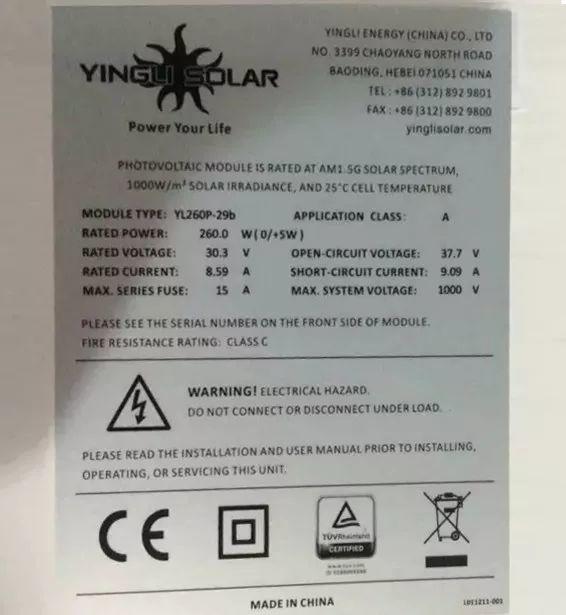 YINGLI SOLAR
Power Your Life
YINGLI ENERGY (CHINA) CO., LTD
NO. 3399 CHAOYANG NORTH ROAD
BAODING, HEBEI 071051 CHINA
TEL: +86 (312) 892 9801
FAX: +86 (312) 892 9800
yinglisolar.com
PHOTOVOLTAIC MODULE IS RATED AT AM1.5G SOLAR SPECTRUM,
1000W/m² SOLAR IRRADIANCE, AND 25°C CELL TEMPERATURE
MODULE TYPE: YL260P-29b APPLICATION CLASS: A
RATED POWER: 260.0 W(0/+5W)
RATED VOLTAGE: 30.3 V OPEN-CIRCUIT VOLTAGE: 37.7 V
RATED CURRENT: 8.59 A SHORT-CIRCUIT CURRENT: 9.09 A
MAX. SERIES FUSE: 15 A MAX. SYSTEM VOLTAGE: 1000 V
PLEASE SEE THE SERIAL NUMBER ON THE FRONT SIDE OF MODULE.
FIRE RESISTANCE RATING: CLASS C
WARNING! ELECTRICAL HAZARD.
DO NOT CONNECT OR DISCONNECT UNDER LOAD.
PLEASE READ THE INSTALLATION AND USER MANUAL PRIOR TO INSTALLING,
OPERATING, OR SERVICING THIS UNIT.
CE
TÜVRheinland
CERTIFIED
MADE IN CHINA
L051211-001